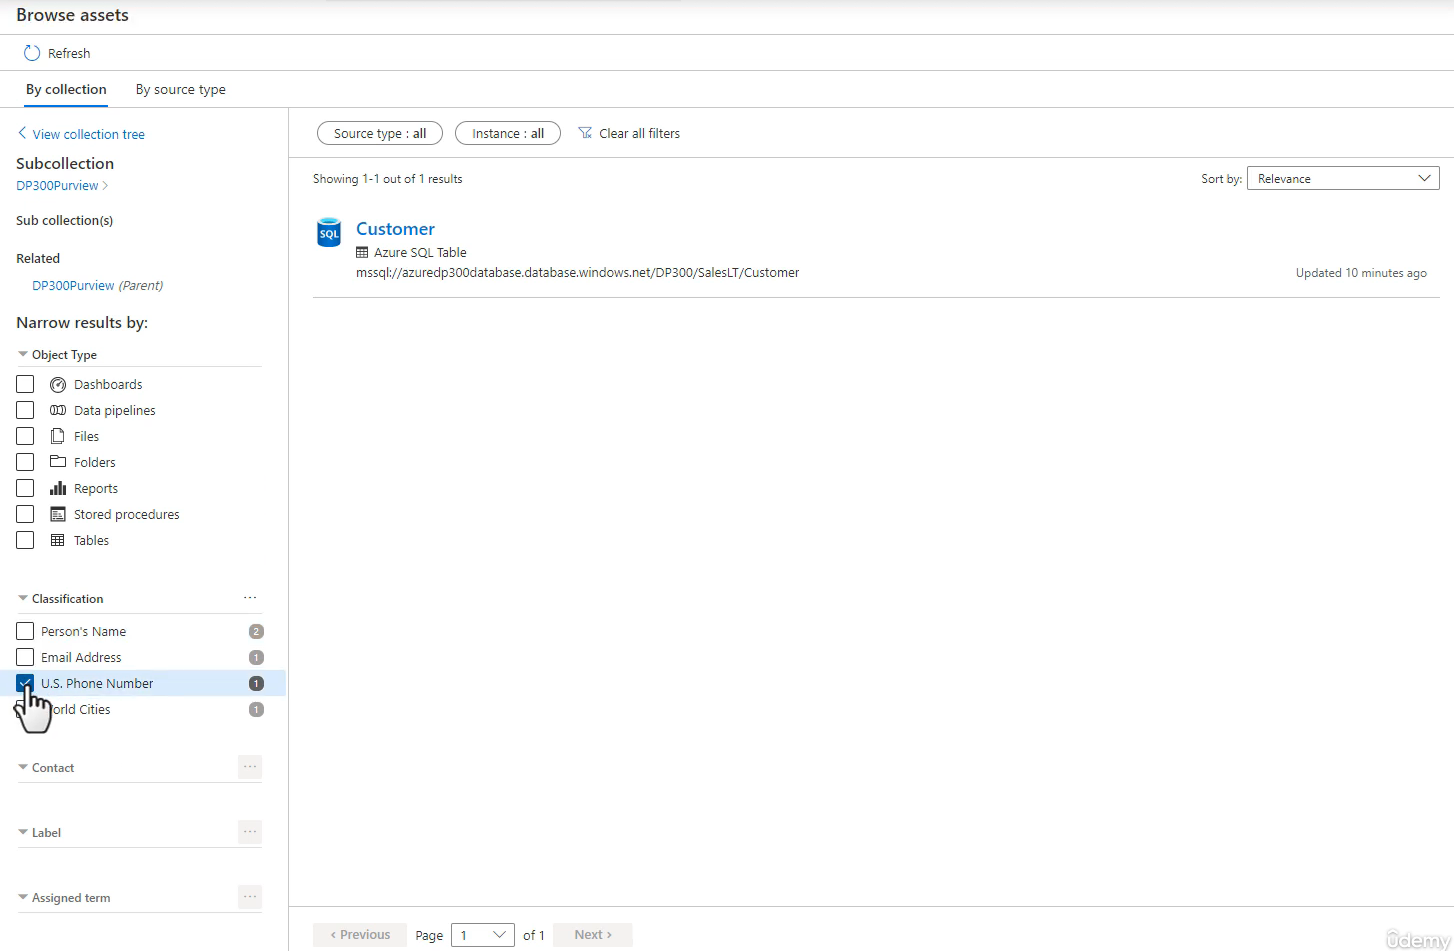 Browse assets
Refresh
By collection
By source type
View collection tree
Subcollection
DP300Purview
Sub collection(s)
Related
DP300Purview (Parent)
Narrow results by:
Object Type
Dashboards
Data pipelines
Files
Folders
Reports
Stored procedures
Tables
Classification ...
Person's Name 2
Email Address 1
U.S. Phone Number 1
Cities 1
Contact ...
Label ...
Assigned term ...
Source type : all
Instance : all
Clear all filters
Showing 1-1 out of 1 results
Sort by: Relevance
SQL
Customer
Azure SQL Table
mssql://azuredp300database.database.windows.net/DP300/SalesLT/Customer
Updated 10 minutes ago
‹ Previous
Page 1 of 1
Next ›
ûdemy